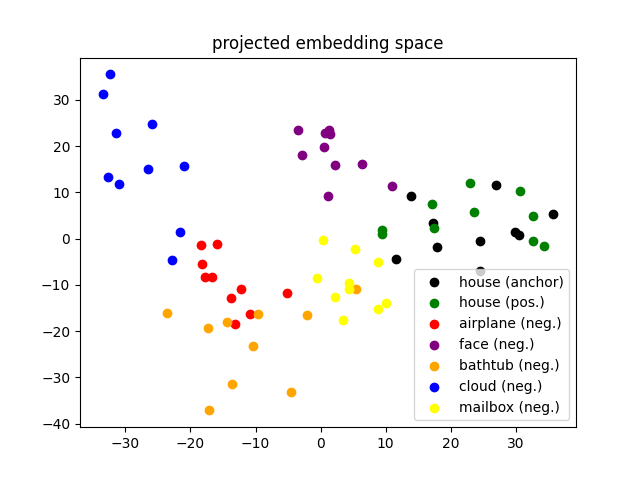 projected embedding space
30
20
10
0
−10
−20
−30
−40
−30
−20
−10
0
10
20
30
house (anchor)
house (pos.)
airplane (neg.)
face (neg.)
bathtub (neg.)
cloud (neg.)
mailbox (neg.)